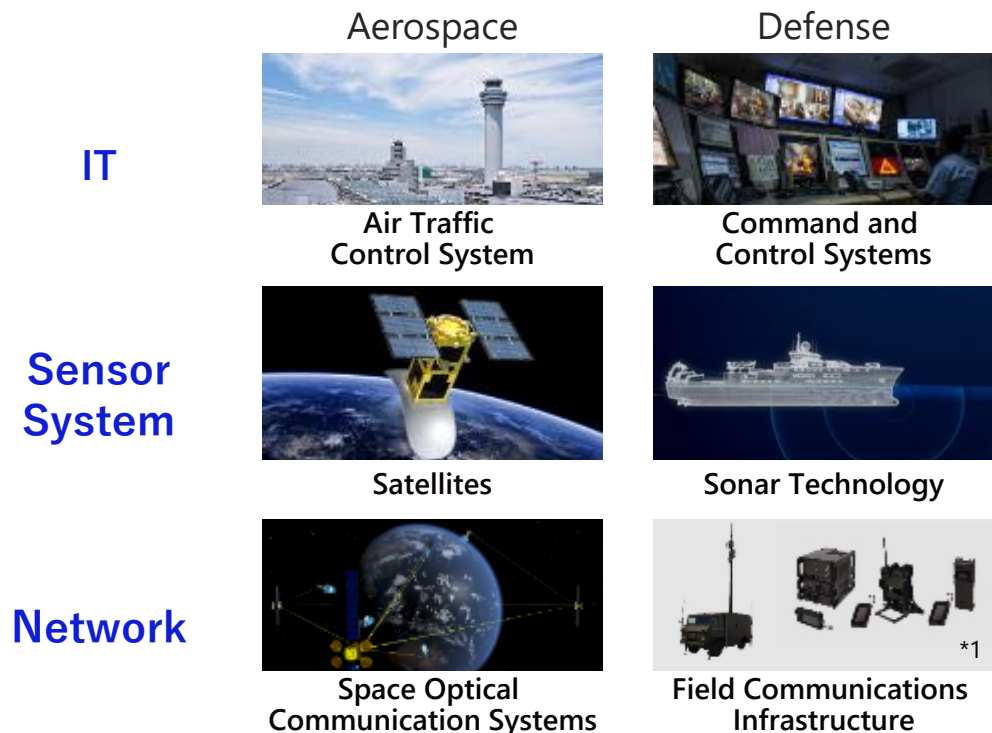 Aerospace
Defense
IT
Air Traffic
Control System
Command and
Control Systems
Sensor
System
Satellites
Sonar Technology
Network
*1
Space Optical
Communication Systems
Field Communications
Infrastructure